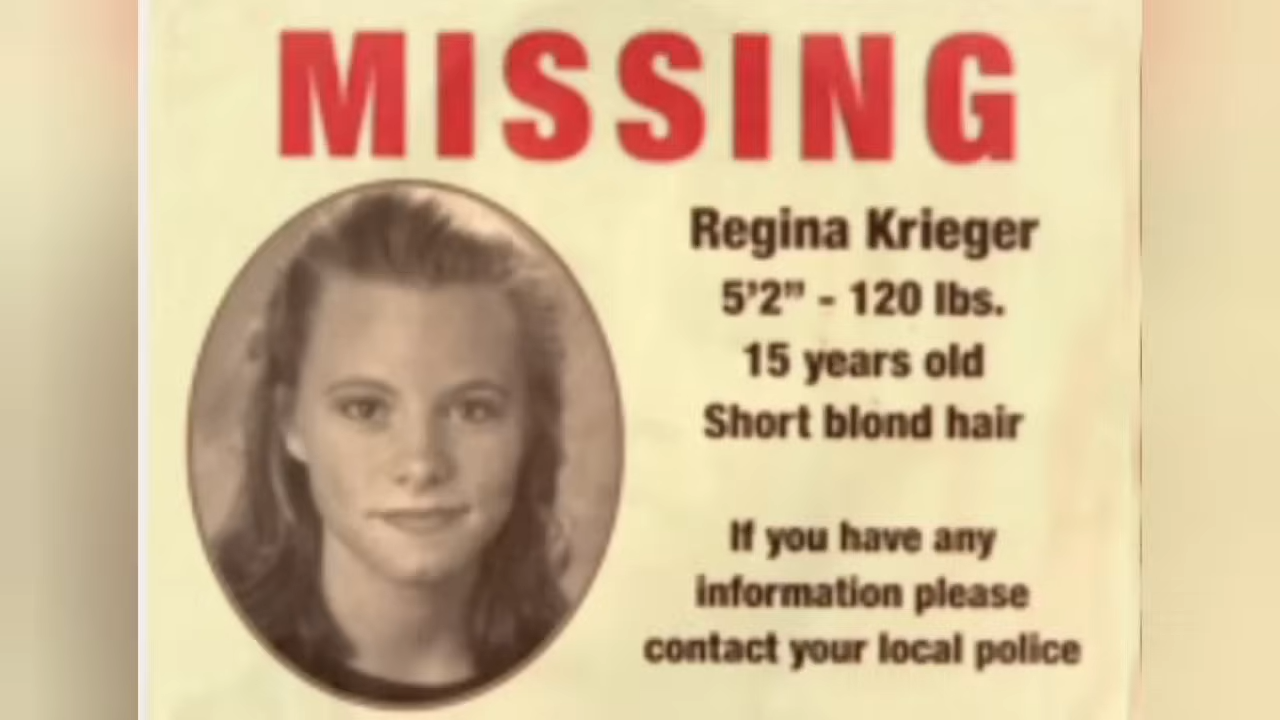 MISSING
Regina Krieger
5’2” - 120 lbs.
15 years old
Short blond hair
If you have any
information please
contact your local police